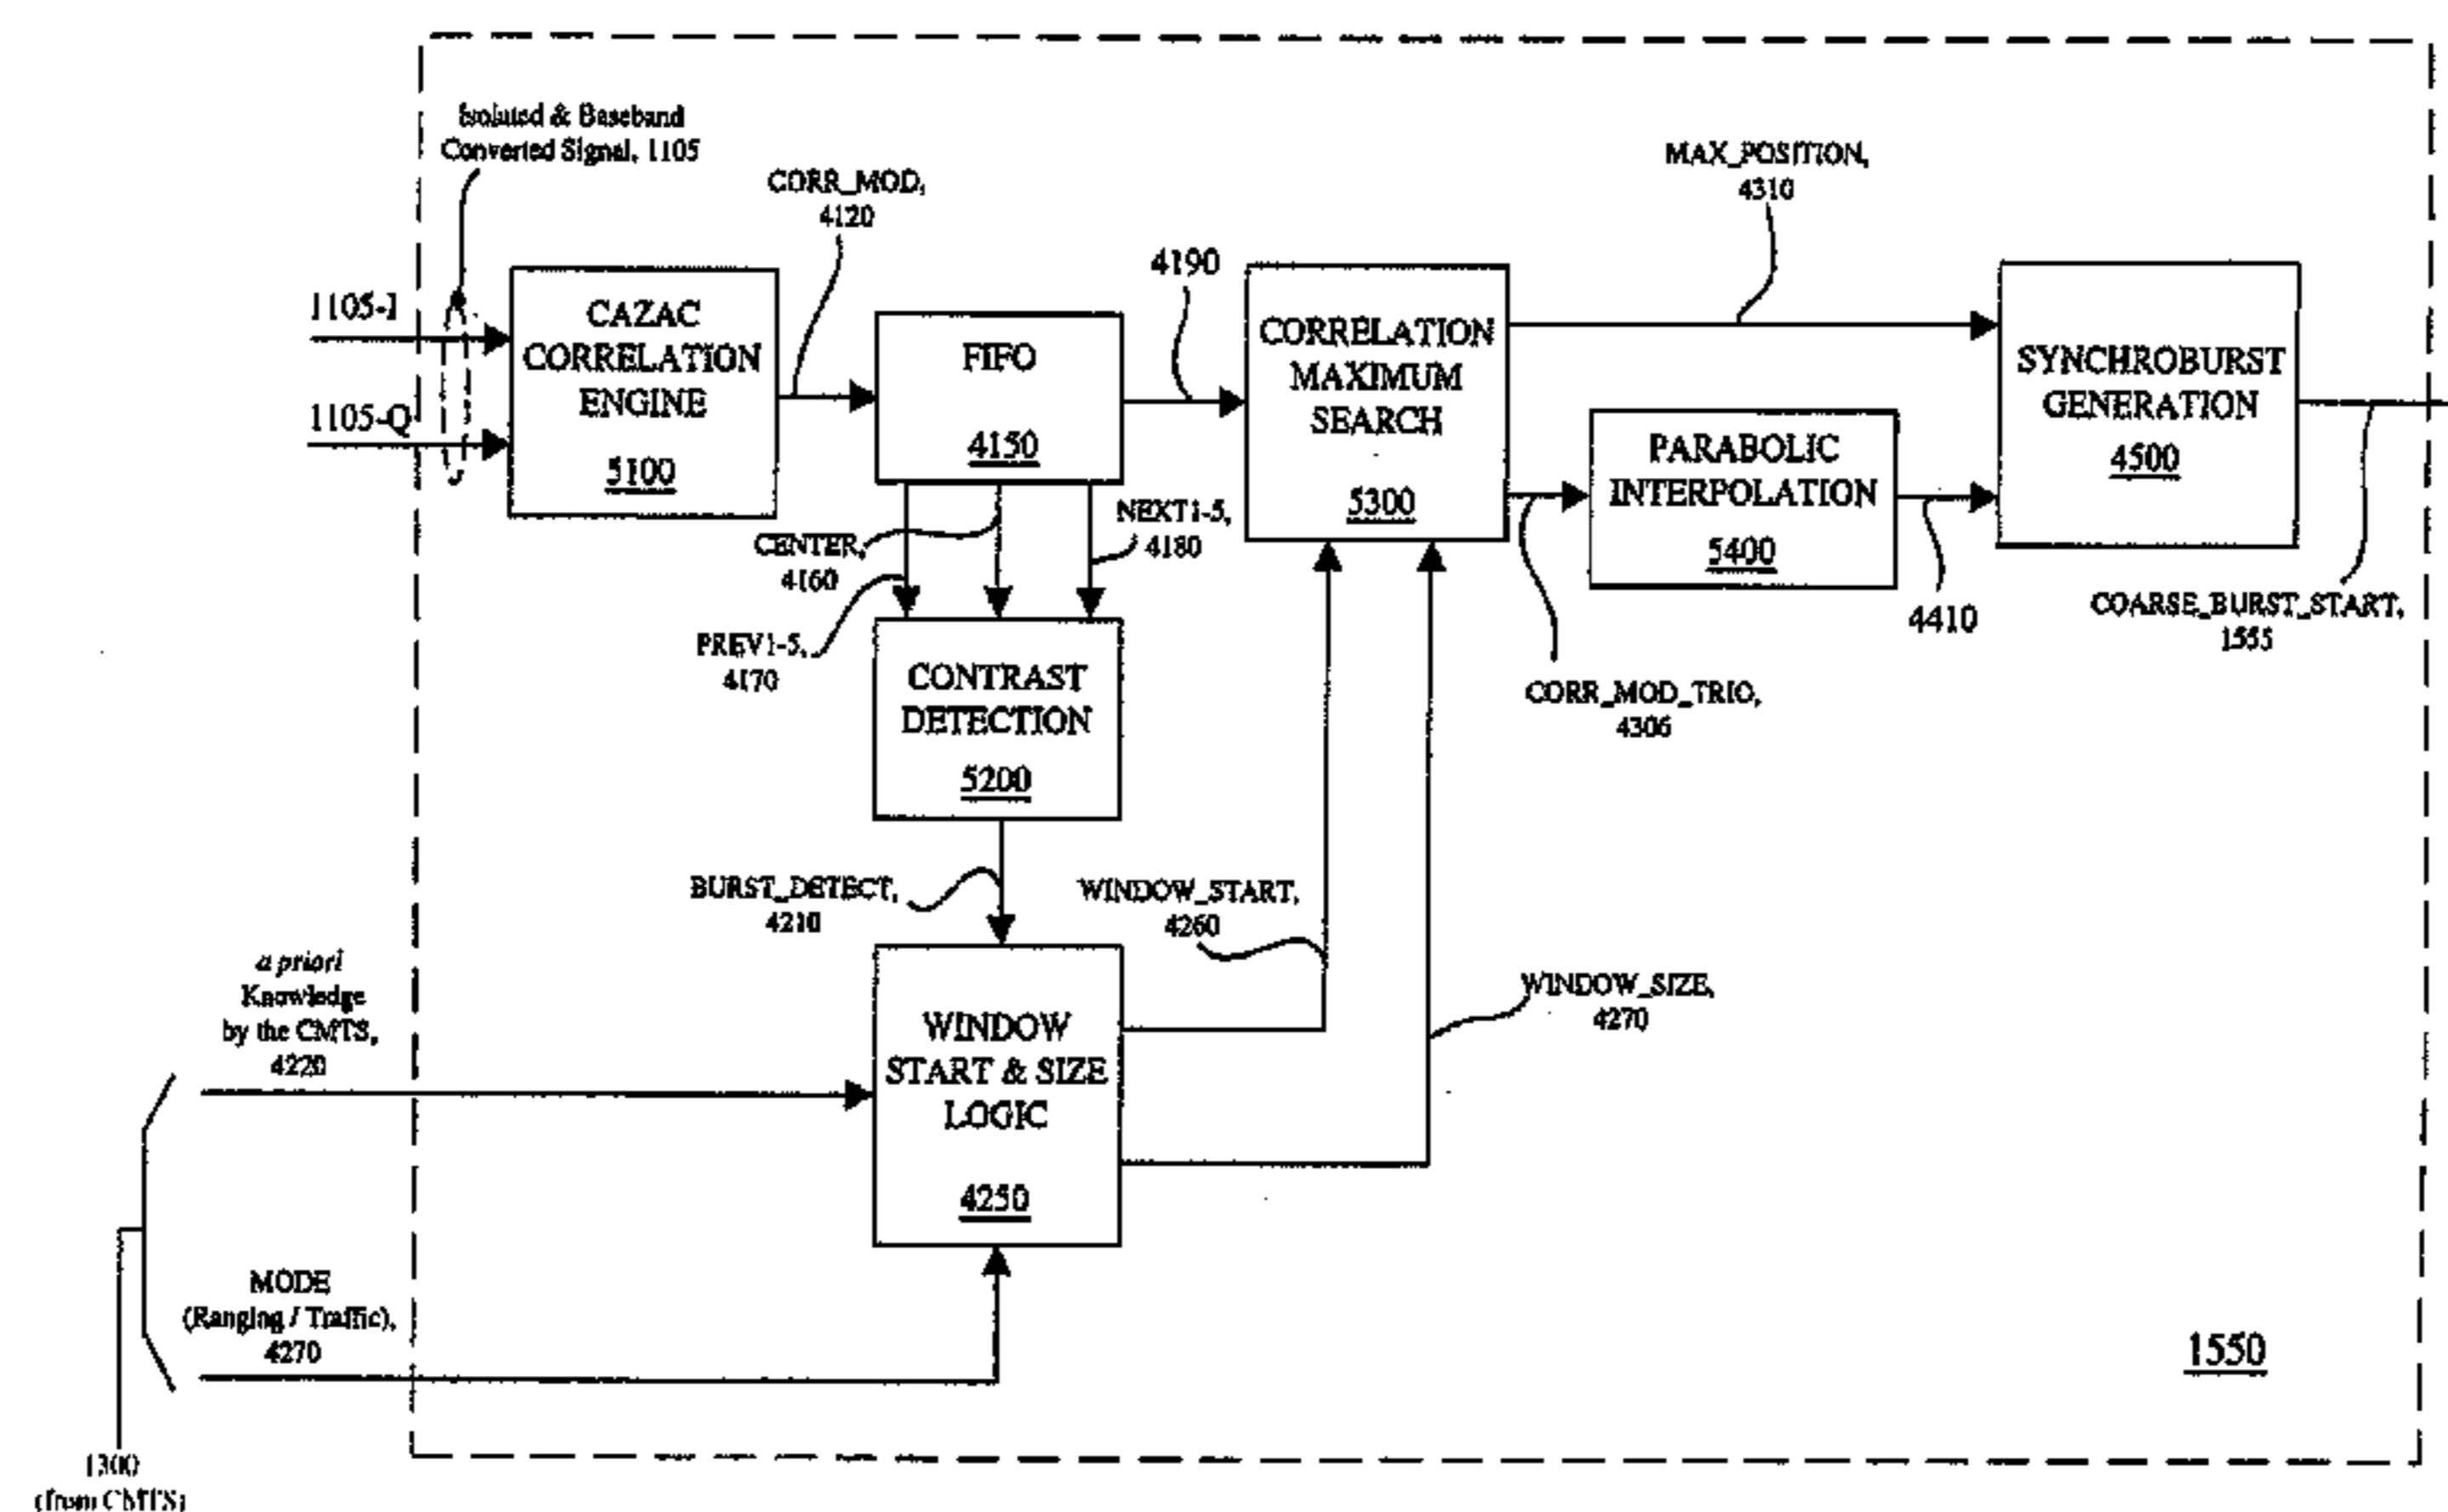 Isolated & Baseband
Converted Signal, 1105
1105-I
1105-Q
CAZAC
CORRELATION
ENGINE
5100
CORR_MOD,
4120
FIFO
4150
4190
CENTER,
4160
PREV1-5,
4170
NEXT1-5,
4180
CONTRAST
DETECTION
5200
CORRELATION
MAXIMUM
SEARCH
5300
MAX_POSITION,
4310
PARABOLIC
INTERPOLATION
5400
CORR_MOD_TRIO,
4306
4410
SYNCHROBURST
GENERATION
4500
COARSE_BURST_START,
1555
BURST_DETECT,
4210
WINDOW_START,
4260
WINDOW_SIZE,
4270
a priori
Knowledge
by the CMTS,
4220
WINDOW
START & SIZE
LOGIC
4250
MODE
(Ranging / Traffic),
4270
1550
1300
(from CMTS)